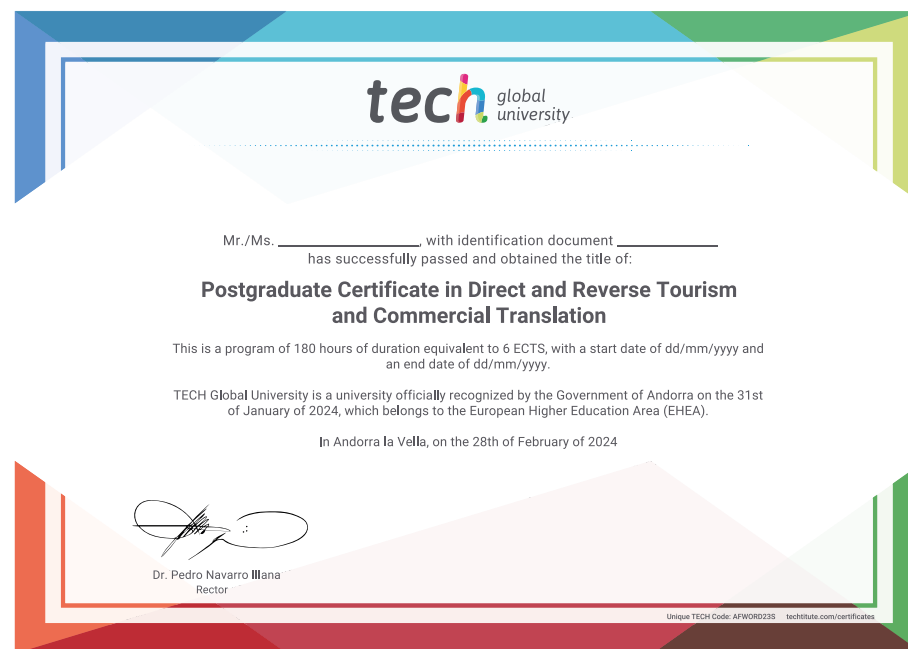 tech global university
Mr./Ms. ____________________, with identification document ______________
has successfully passed and obtained the title of:
Postgraduate Certificate in Direct and Reverse Tourism
and Commercial Translation
This is a program of 180 hours of duration equivalent to 6 ECTS, with a start date of dd/mm/yyyy and
an end date of dd/mm/yyyy.
TECH Global University is a university officially recognized by the Government of Andorra on the 31st
of January of 2024, which belongs to the European Higher Education Area (EHEA).
In Andorra la Vella, on the 28th of February of 2024
Dr. Pedro Navarro Illana
Rector
Unique TECH Code: AFWORD23S techtitute.com/certificates